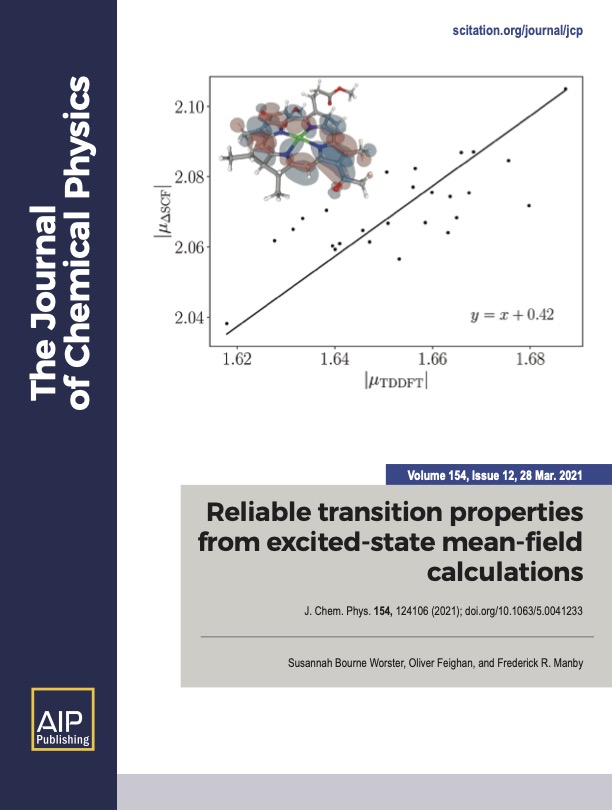 scitation.org/journal/jcp
The Journal
of Chemical Physics
2.10
2.08
2.06
2.04
|μΔSCF|
y = x + 0.42
1.62
1.64
1.66
1.68
|μTDDFT|
Volume 154, Issue 12, 28 Mar. 2021
Reliable transition properties
from excited-state mean-field
calculations
J. Chem. Phys. 154, 124106 (2021); doi.org/10.1063/5.0041233
Susannah Bourne Worster, Oliver Feighan, and Frederick R. Manby
AIP
Publishing